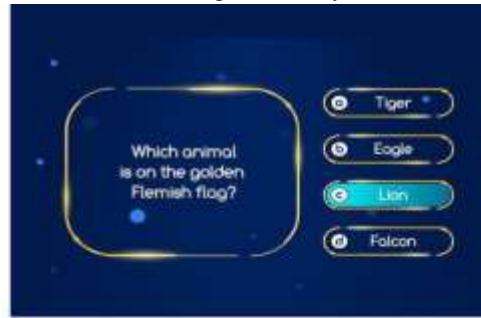 Which animal
is on the golden
Flemish flag?
a Tiger
b Eagle
c Lion
d Falcon